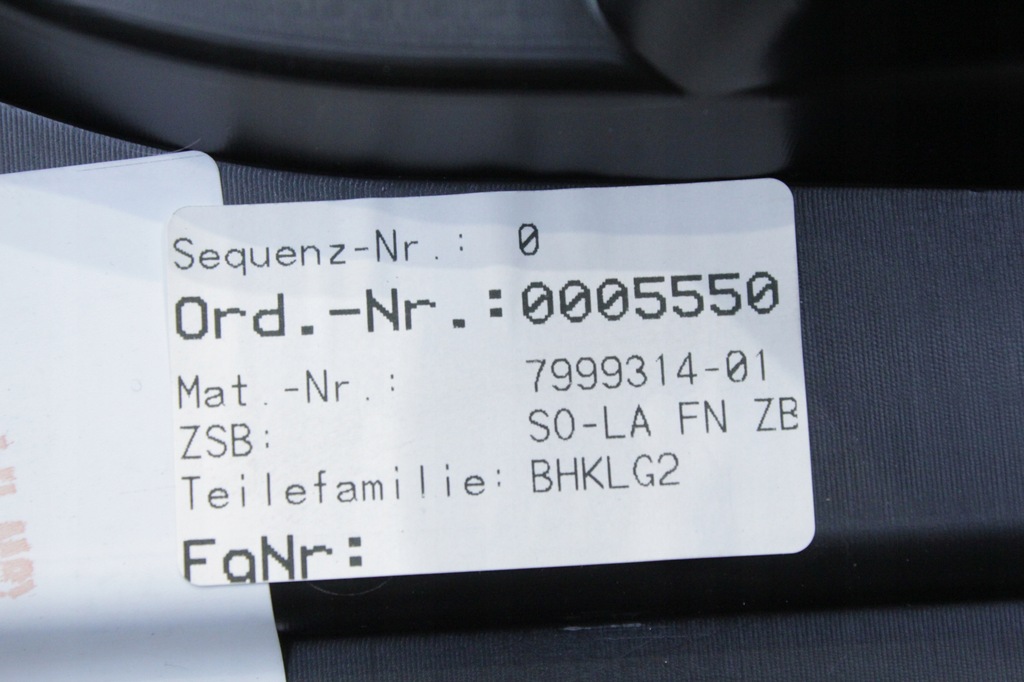 Sequenz-Nr.: 0
Ord.-Nr.:0005550
Mat.-Nr.: 7999314-01
ZSB: SO-LA FN ZB
Teilefamilie: BHKLG2
FgNr: